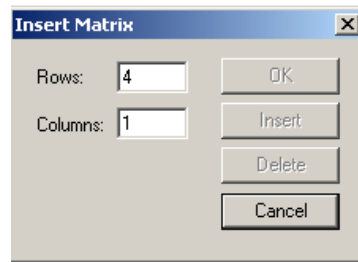 Insert Matrix
Rows: 4 OK
Columns: 1 Insert
Delete
Cancel